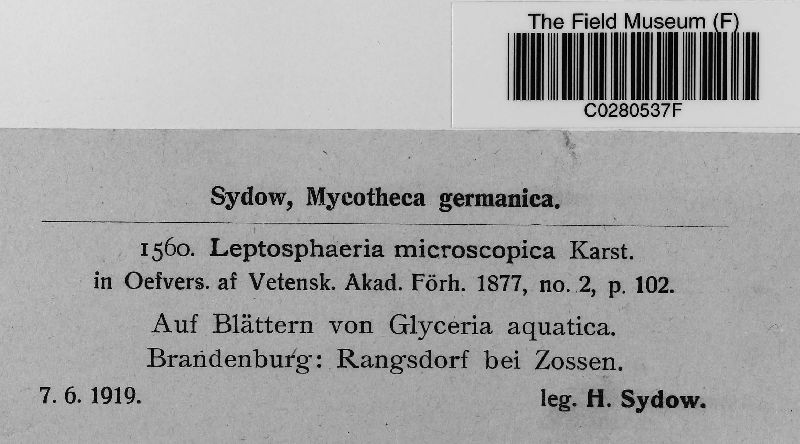 The Field Museum (F)
C0280537F
Sydow, Mycotheca germanica.
1560. Leptosphaeria microscopica Karst.
in Oefvers. af Vetensk. Akad. Förh. 1877, no. 2, p. 102.
Auf Blättern von Glyceria aquatica.
Brandenburg: Rangsdorf bei Zossen.
7. 6. 1919. leg. H. Sydow.